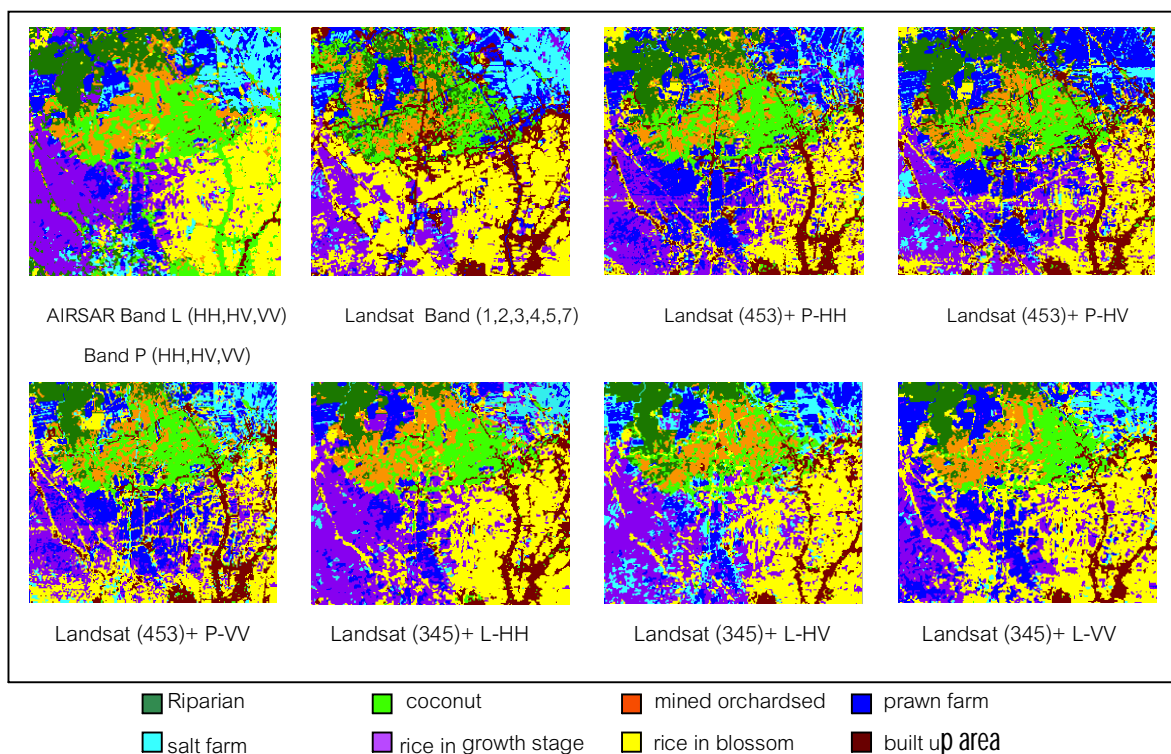 AIRSAR Band L (HH,HV,VV)
Band P (HH,HV,VV)
Landsat Band (1,2,3,4,5,7)
Landsat (453)+ P-HH
Landsat (453)+ P-HV
Landsat (453)+ P-VV
Landsat (345)+ L-HH
Landsat (345)+ L-HV
Landsat (345)+ L-VV
Riparian
coconut
mined orchardsed
prawn farm
salt farm
rice in growth stage
rice in blossom
built up area